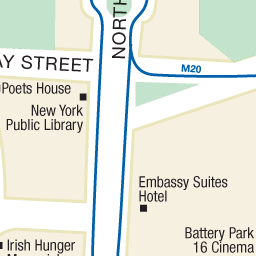 NORTH
AY STREET
M20
Poets House
New York
Public Library
Embassy Suites
Hotel
Battery Park
16 Cinema
Irish Hunger